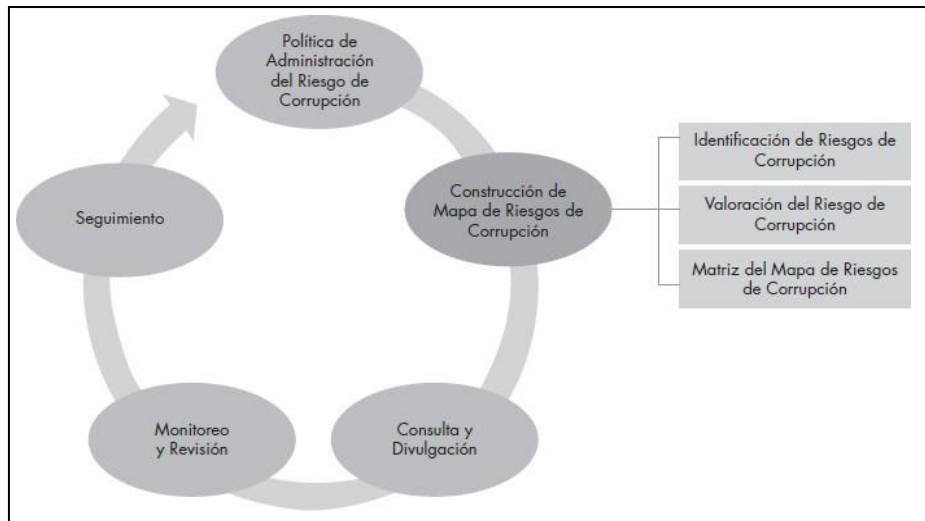 Política de
Administración
del Riesgo de
Corrupción
Construcción de
Mapa de Riesgos de
Corrupción
Identificación de Riesgos de
Corrupción
Valoración del Riesgo de
Corrupción
Matriz del Mapa de Riesgos
de Corrupción
Consulta y
Divulgación
Monitoreo
y Revisión
Seguimiento